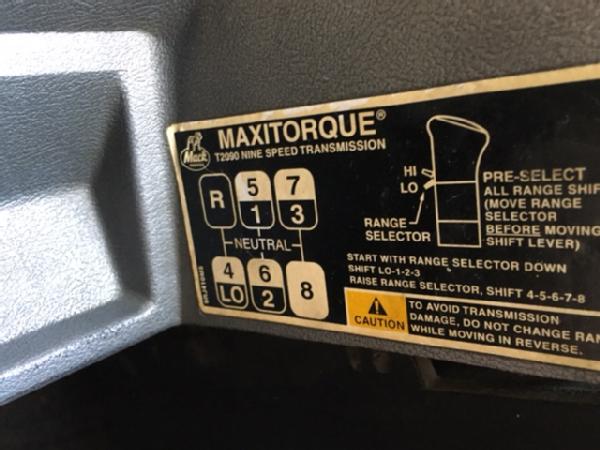 MAXITORQUE®
T2090 NINE SPEED TRANSMISSION
Mack
R 5 7
1 3
NEUTRAL
4 6 8
LO 2
HI
LO
RANGE
SELECTOR
PRE-SELECT
ALL RANGE SHIF
(MOVE RANGE
SELECTOR
BEFORE MOVING
SHIFT LEVER)
START WITH RANGE SELECTOR DOWN
SHIFT LO-1-2-3
RAISE RANGE SELECTOR, SHIFT 4-5-6-7-8
CAUTION
TO AVOID TRANSMISSION
DAMAGE, DO NOT CHANGE RAN
WHILE MOVING IN REVERSE.